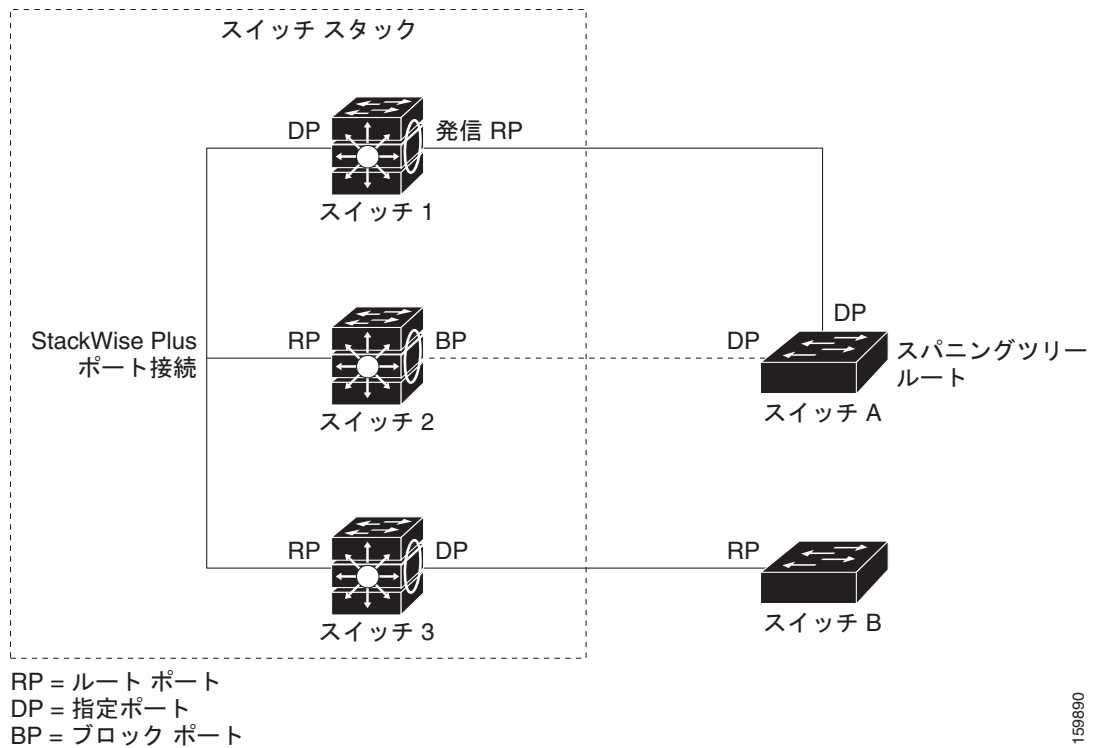 スイッチ スタック
DP
発信 RP
スイッチ 1
StackWise Plus
ポート接続
RP
BP
スイッチ 2
DP
DP
スパニングツリー
ルート
スイッチ A
RP
DP
スイッチ 3
RP
スイッチ B
RP = ルート ポート
DP = 指定ポート
BP = ブロック ポート
159890